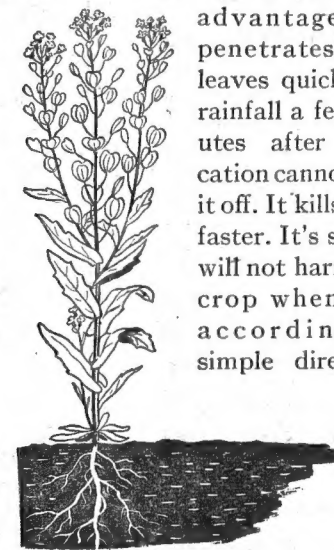 advantage
penetrates
leaves quick
rainfall a fe
utes after
cation canno
it off. It kills
faster. It's s
will not har
crop when
accordin
simple dire